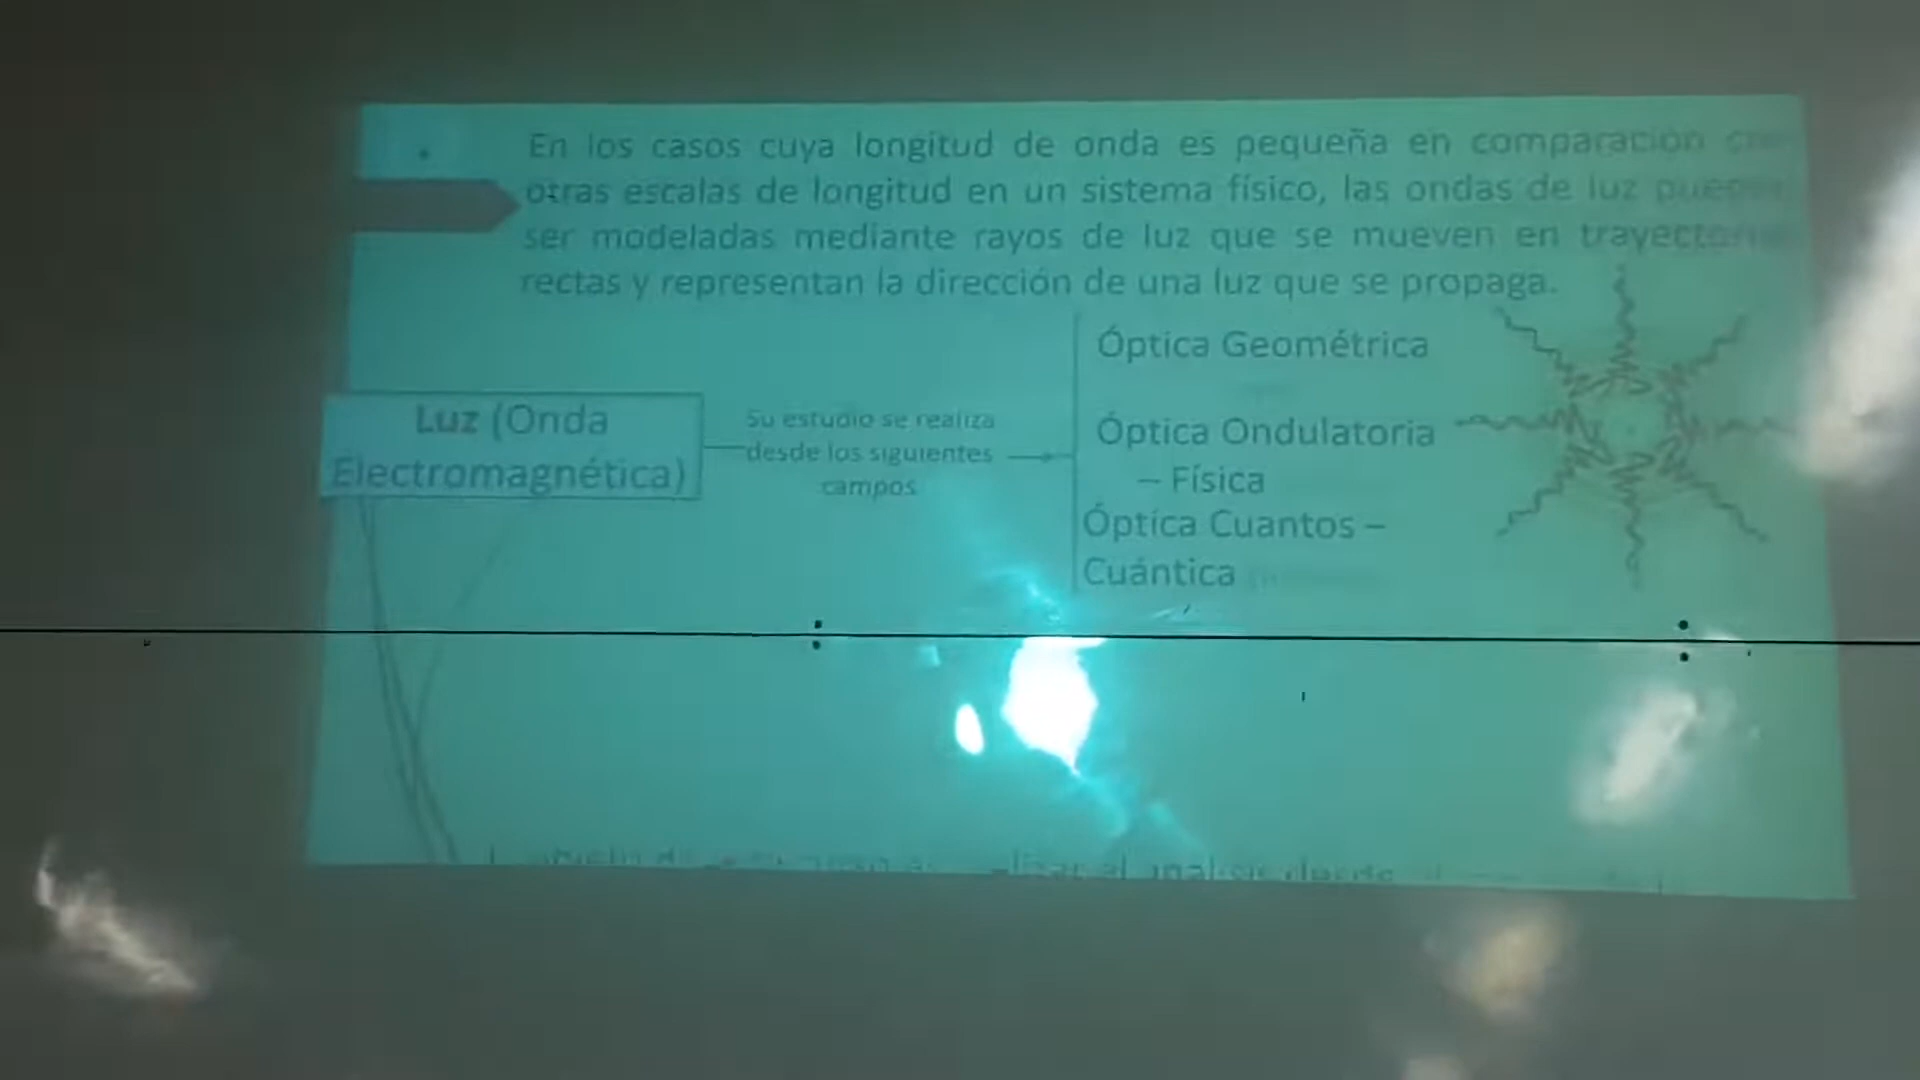 En los casos cuya longitud de onda es pequeña en comparación
otras escalas de longitud en un sistema físico, las ondas de luz
ser modeladas mediante rayos de luz que se mueven en
rectas y representan la dirección de una luz que se propaga.
Luz (Onda
Electromagnética)
Su estudio se realiza
desde los siguientes
campos
Óptica Geométrica
Óptica Ondulatoria
– Física
Óptica Cuantos –
Cuántica